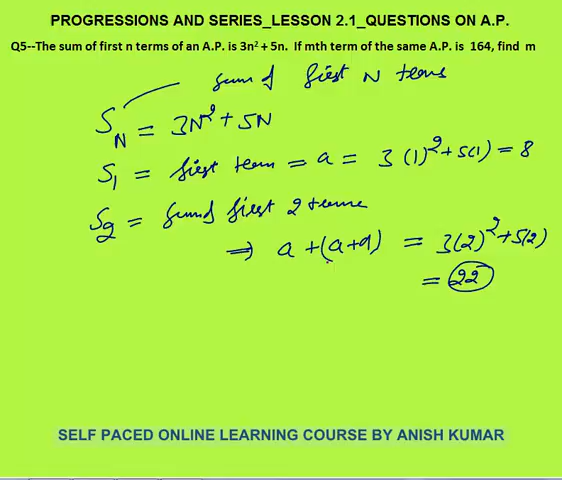 PROGRESSIONS AND SERIES_LESSON 2.1_QUESTIONS ON A.P.
Q5--The sum of first n terms of an A.P. is 3n² + 5n. If mth term of the same A.P. is 164, find m
sum of first N terms
S_N = 3N² + 5N
S₁ = first term = a = 3(1)² + 5(1) = 8
S₂ = sum of first 2 terms
⇒ a + (a+d) = 3(2)² + 5(2)
= 22
SELF PACED ONLINE LEARNING COURSE BY ANISH KUMAR